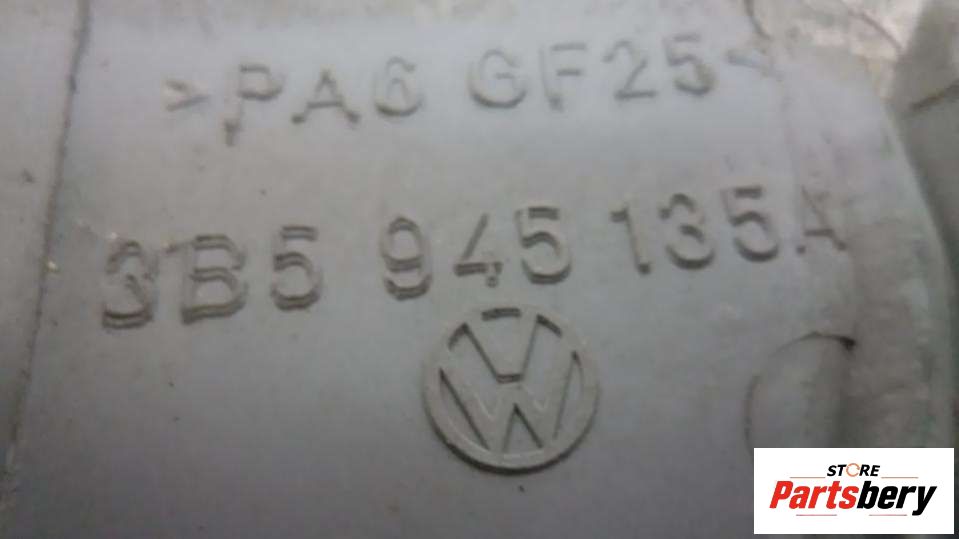 >PA6 GF25<
3B5 945 135A
STORE
Partsbery